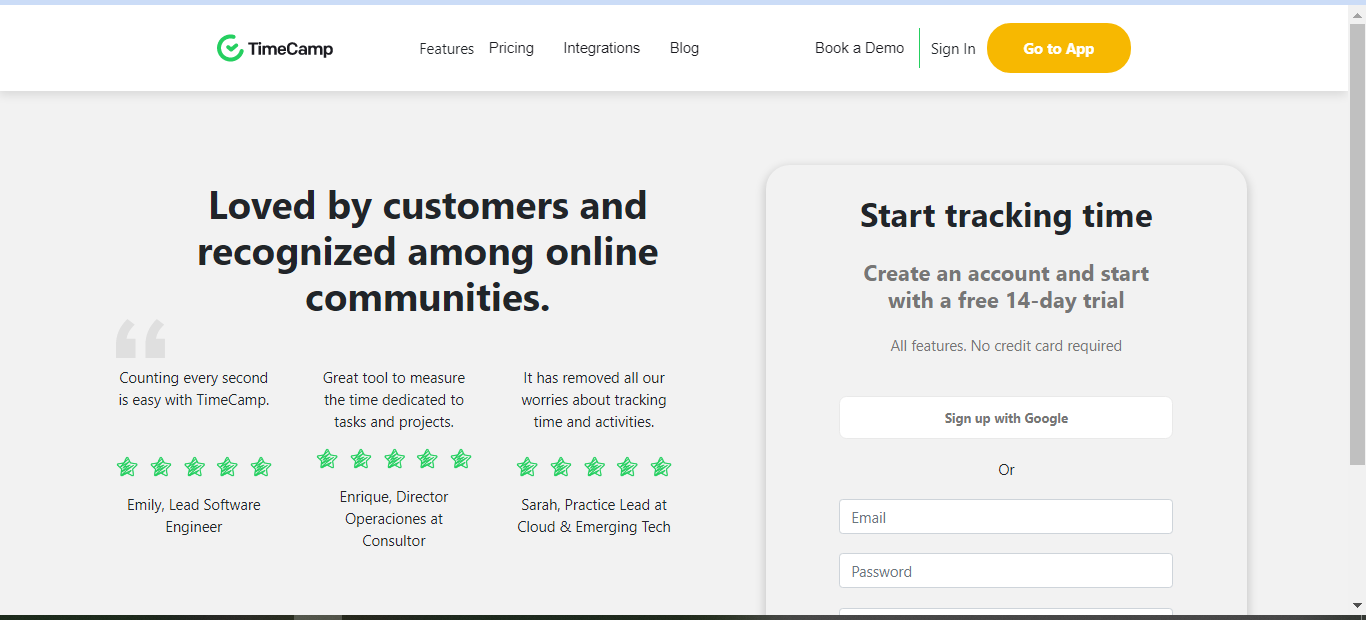 TimeCamp
Features
Pricing
Integrations
Blog
Book a Demo
Sign In
Go to App
Loved by customers and
recognized among online
communities.
“
Counting every second
is easy with TimeCamp.
Emily, Lead Software
Engineer
Great tool to measure
the time dedicated to
tasks and projects.
Enrique, Director
Operaciones at
Consultor
It has removed all our
worries about tracking
time and activities.
Sarah, Practice Lead at
Cloud & Emerging Tech
Start tracking time
Create an account and start
with a free 14-day trial
All features. No credit card required
Sign up with Google
Or
Email
Password